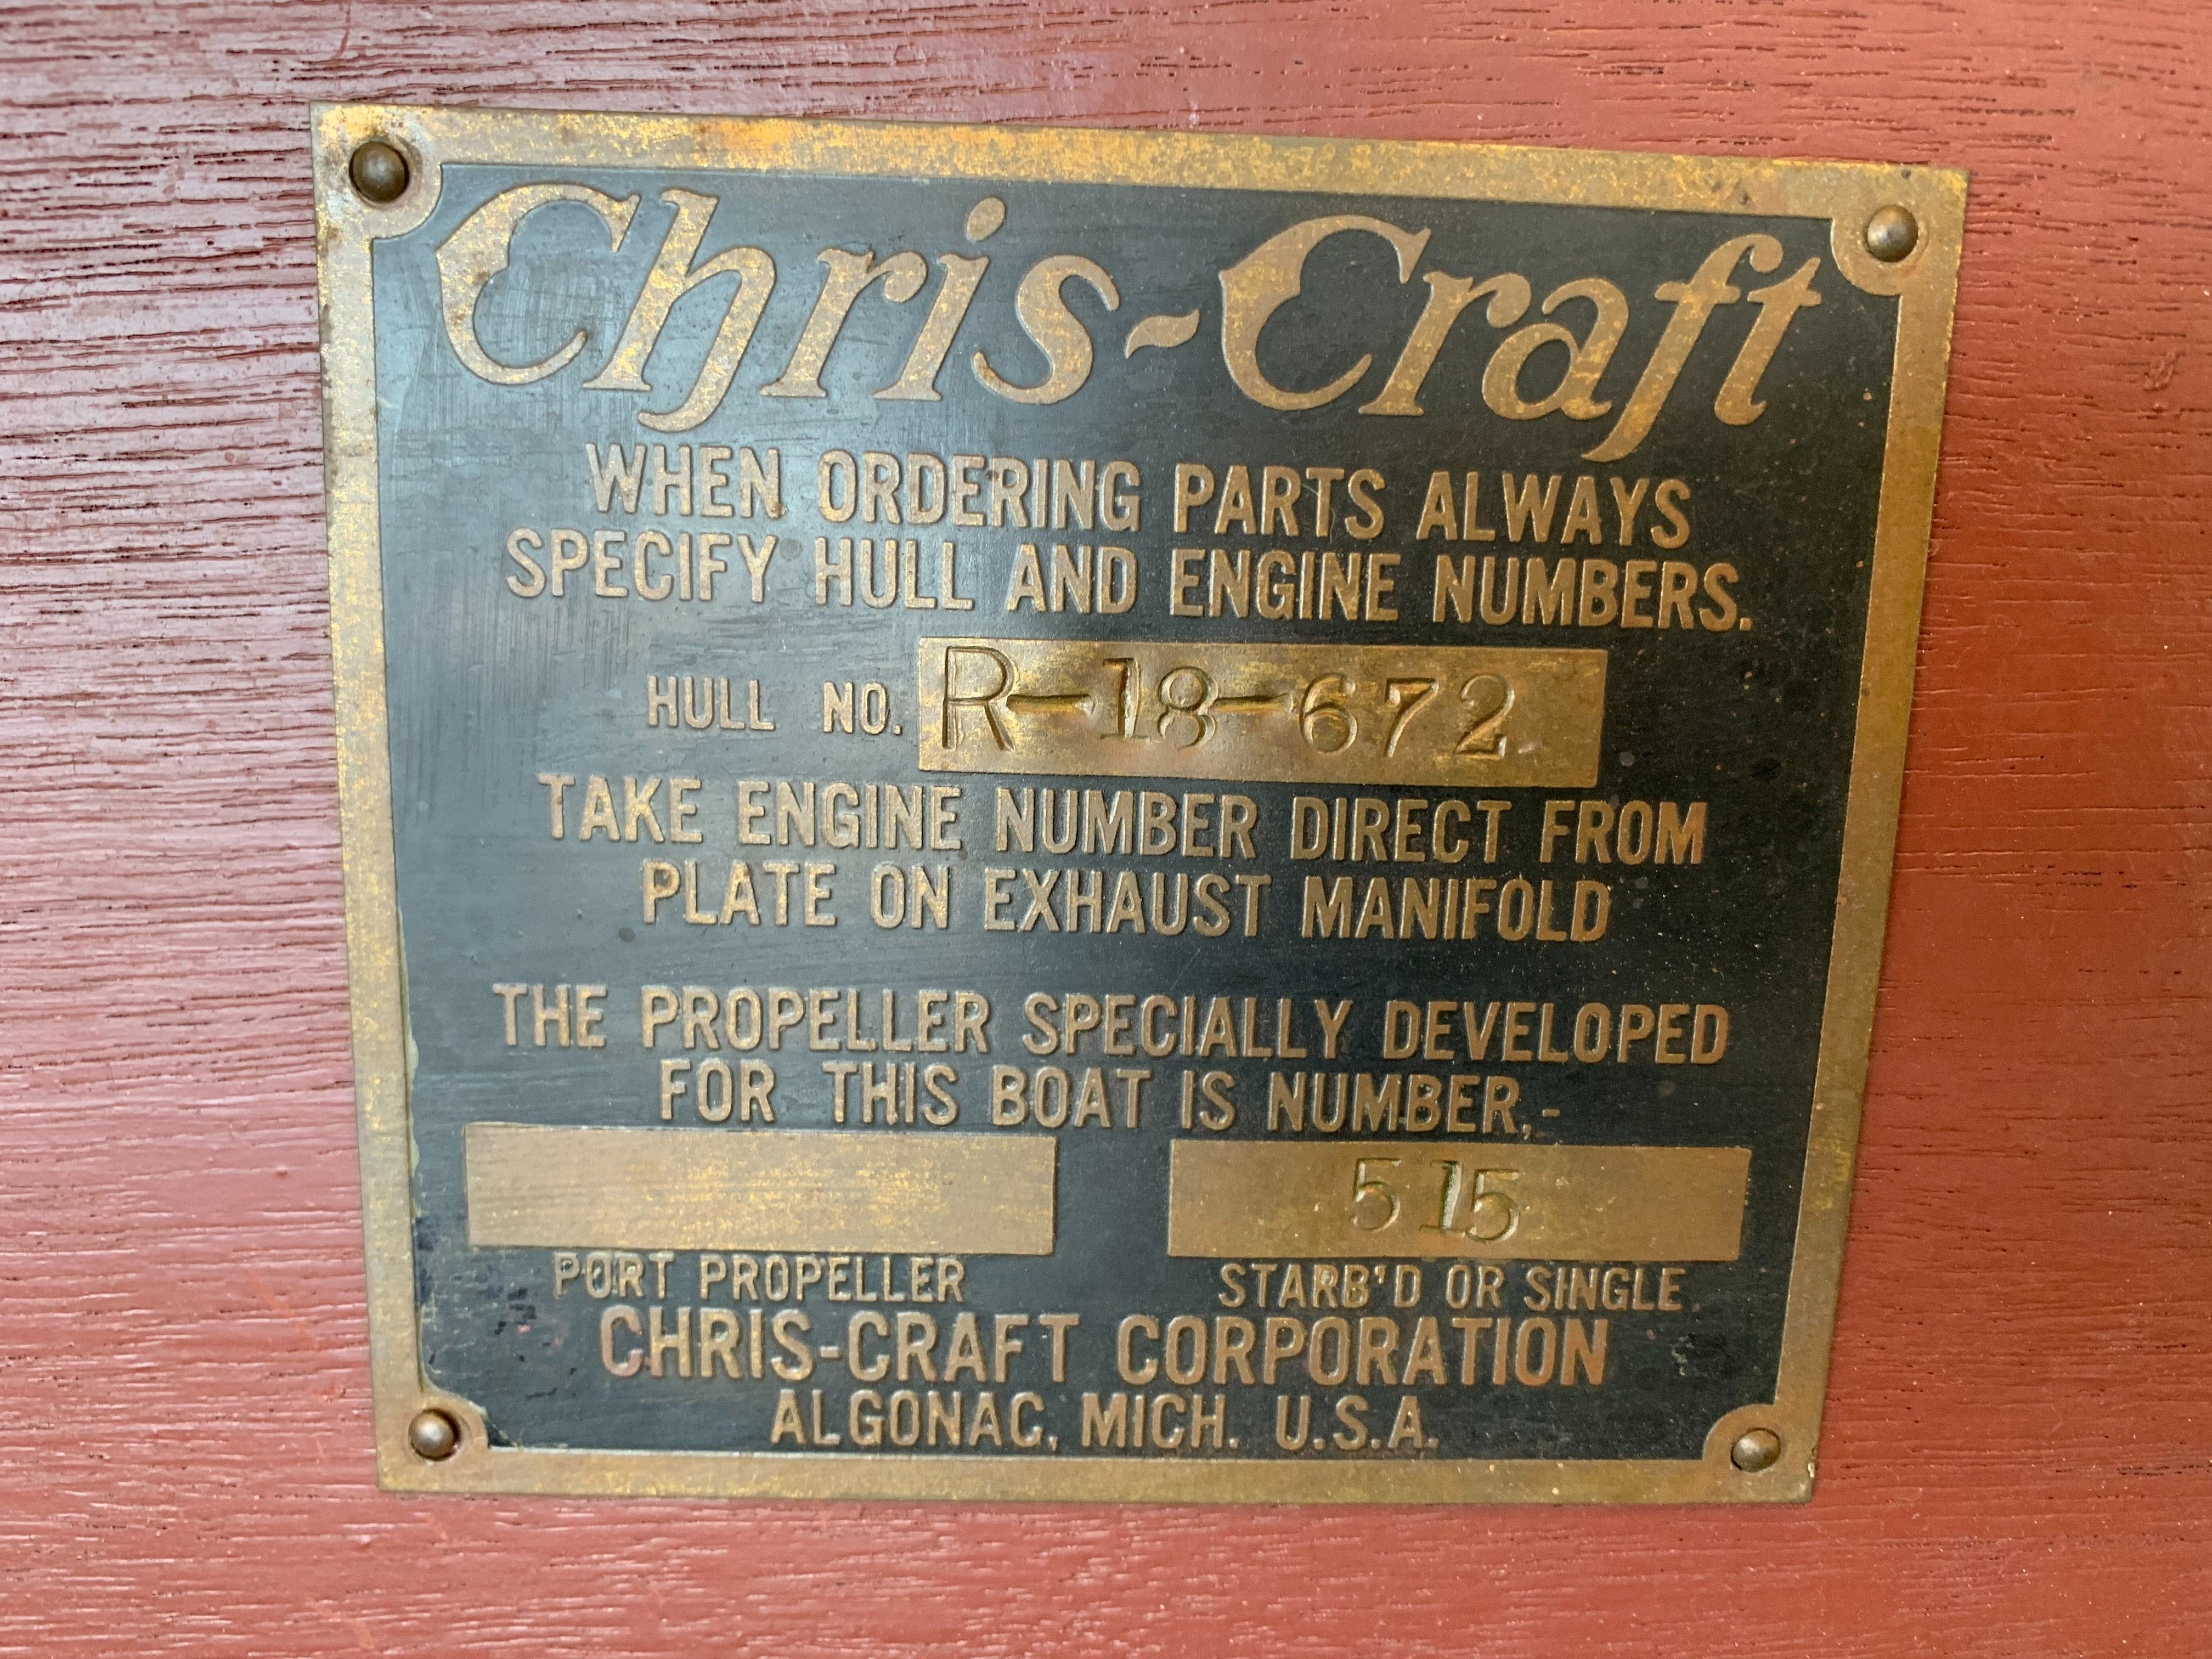 Chris-Craft
WHEN ORDERING PARTS ALWAYS
SPECIFY HULL AND ENGINE NUMBERS.
HULL NO. R-18-672
TAKE ENGINE NUMBER DIRECT FROM
PLATE ON EXHAUST MANIFOLD
THE PROPELLER SPECIALLY DEVELOPED
FOR THIS BOAT IS NUMBER,-
515
PORT PROPELLER STARB'D OR SINGLE
CHRIS-CRAFT CORPORATION
ALGONAC, MICH. U.S.A.